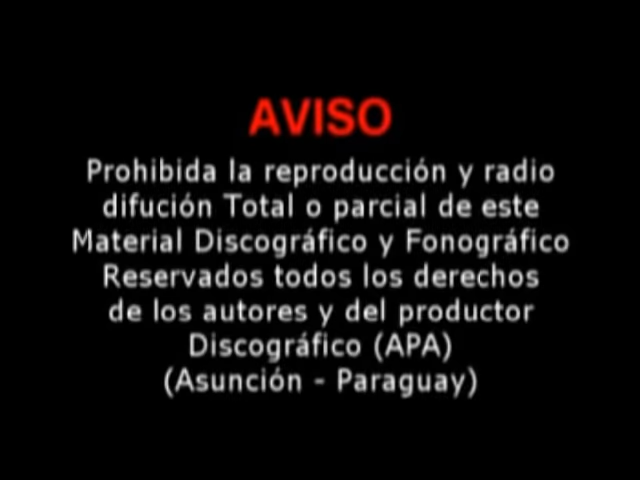 AVISO
Prohibida la reproducción y radio
difución Total o parcial de este
Material Discográfico y Fonográfico
Reservados todos los derechos
de los autores y del productor
Discográfico (APA)
(Asunción - Paraguay)